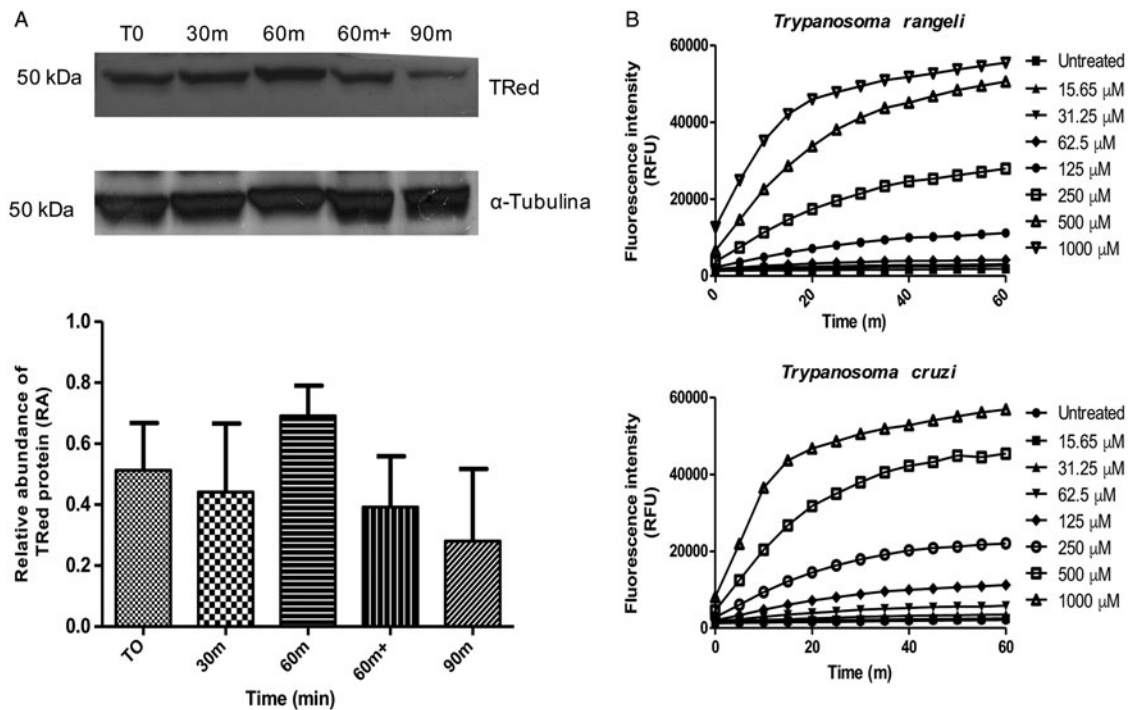 A
T0 30m 60m 60m+ 90m
50 kDa
TRed
50 kDa
α-Tubulina
Relative abundance of
TRed protein (RA)
0.8
0.6
0.4
0.2
0.0
TO
30m
60m
60m+
90m
Time (min)
B
Trypanosoma rangeli
Fluorescence intensity
(RFU)
60000
40000
20000
0
0 20 40 60
Time (m)
Untreated
15.65 μM
31.25 μM
62.5 μM
125 μM
250 μM
500 μM
1000 μM
Trypanosoma cruzi
Fluorescence intensity
(RFU)
60000
40000
20000
0
0 20 40 60
Time (m)
Untreated
15.65 μM
31.25 μM
62.5 μM
125 μM
250 μM
500 μM
1000 μM